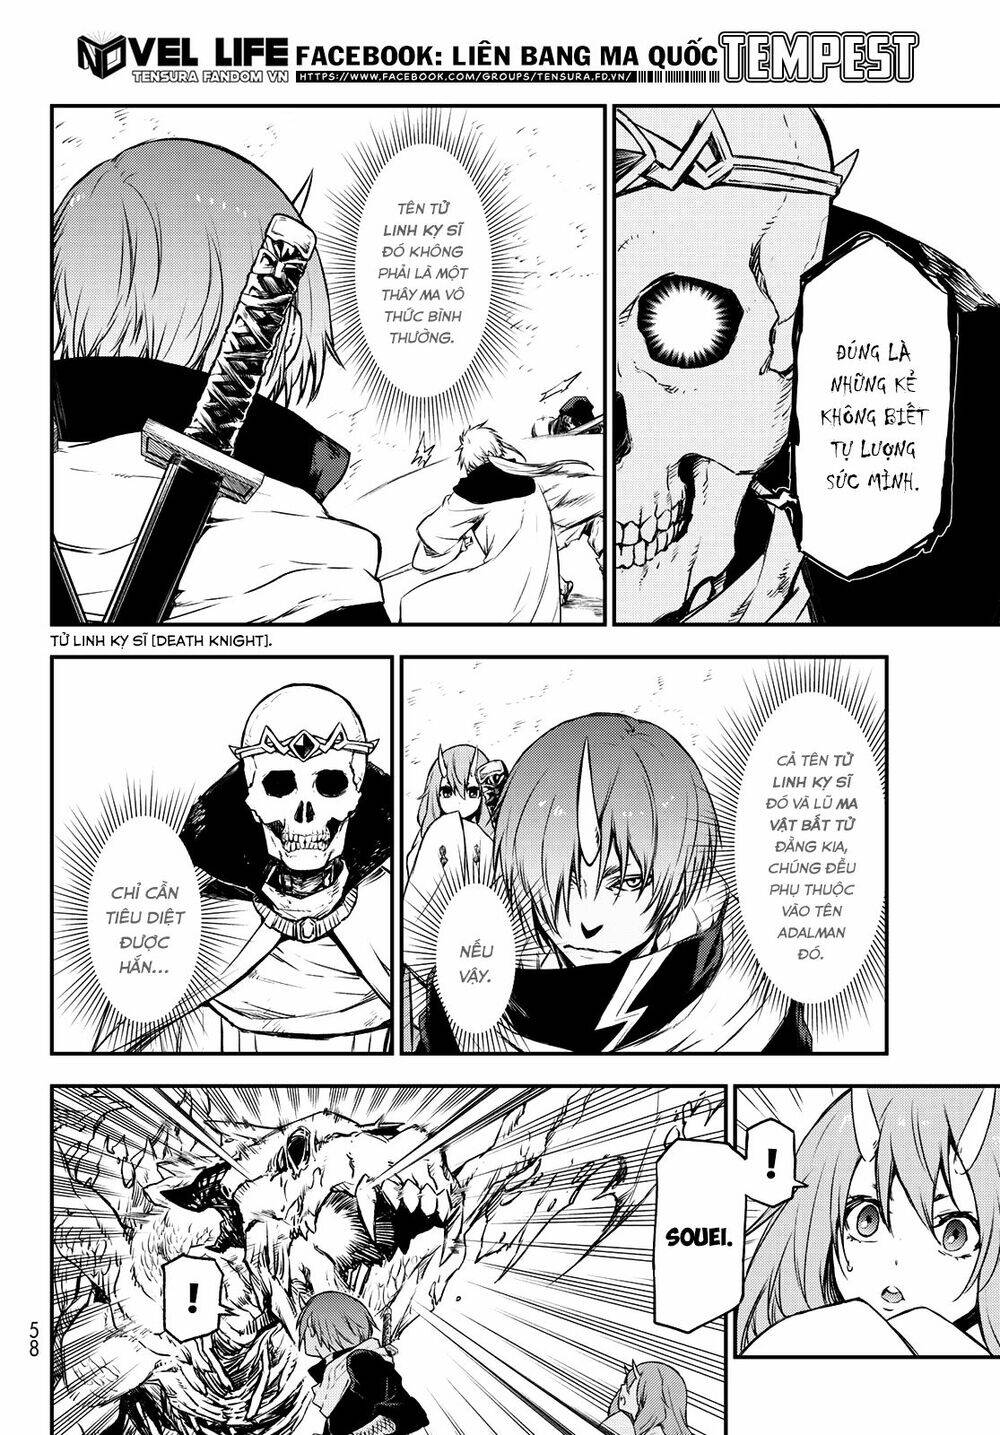 NOVEL LIFE
TENSURA FANDOM VN
FACEBOOK: LIÊN BANG MA QUỐC
TEMPEST
HTTPS://WWW.FACEBOOK.COM/GROUPS/TENSURA.FD.VN/
TÊN TỬ
LINH KỴ SĨ
ĐÓ KHÔNG
PHẢI LÀ MỘT
THÂY MA VÔ
THỨC BÌNH
THƯỜNG.
ĐÚNG LÀ
NHỮNG KẺ
KHÔNG BIẾT
TỰ LƯỢNG
SỨC MÌNH.
TỬ LINH KỴ SĨ [DEATH KNIGHT].
CẢ TÊN TỬ
LINH KỴ SĨ
ĐÓ VÀ LŨ MA
VẬT BẤT TỬ
ĐẰNG KIA,
CHÚNG ĐỀU
PHỤ THUỘC
VÀO TÊN
ADALMAN
ĐÓ.
NẾU
VẬY.
CHỈ CẦN
TIÊU DIỆT
ĐƯỢC
HẮN...
!
SOUEI.
!
58